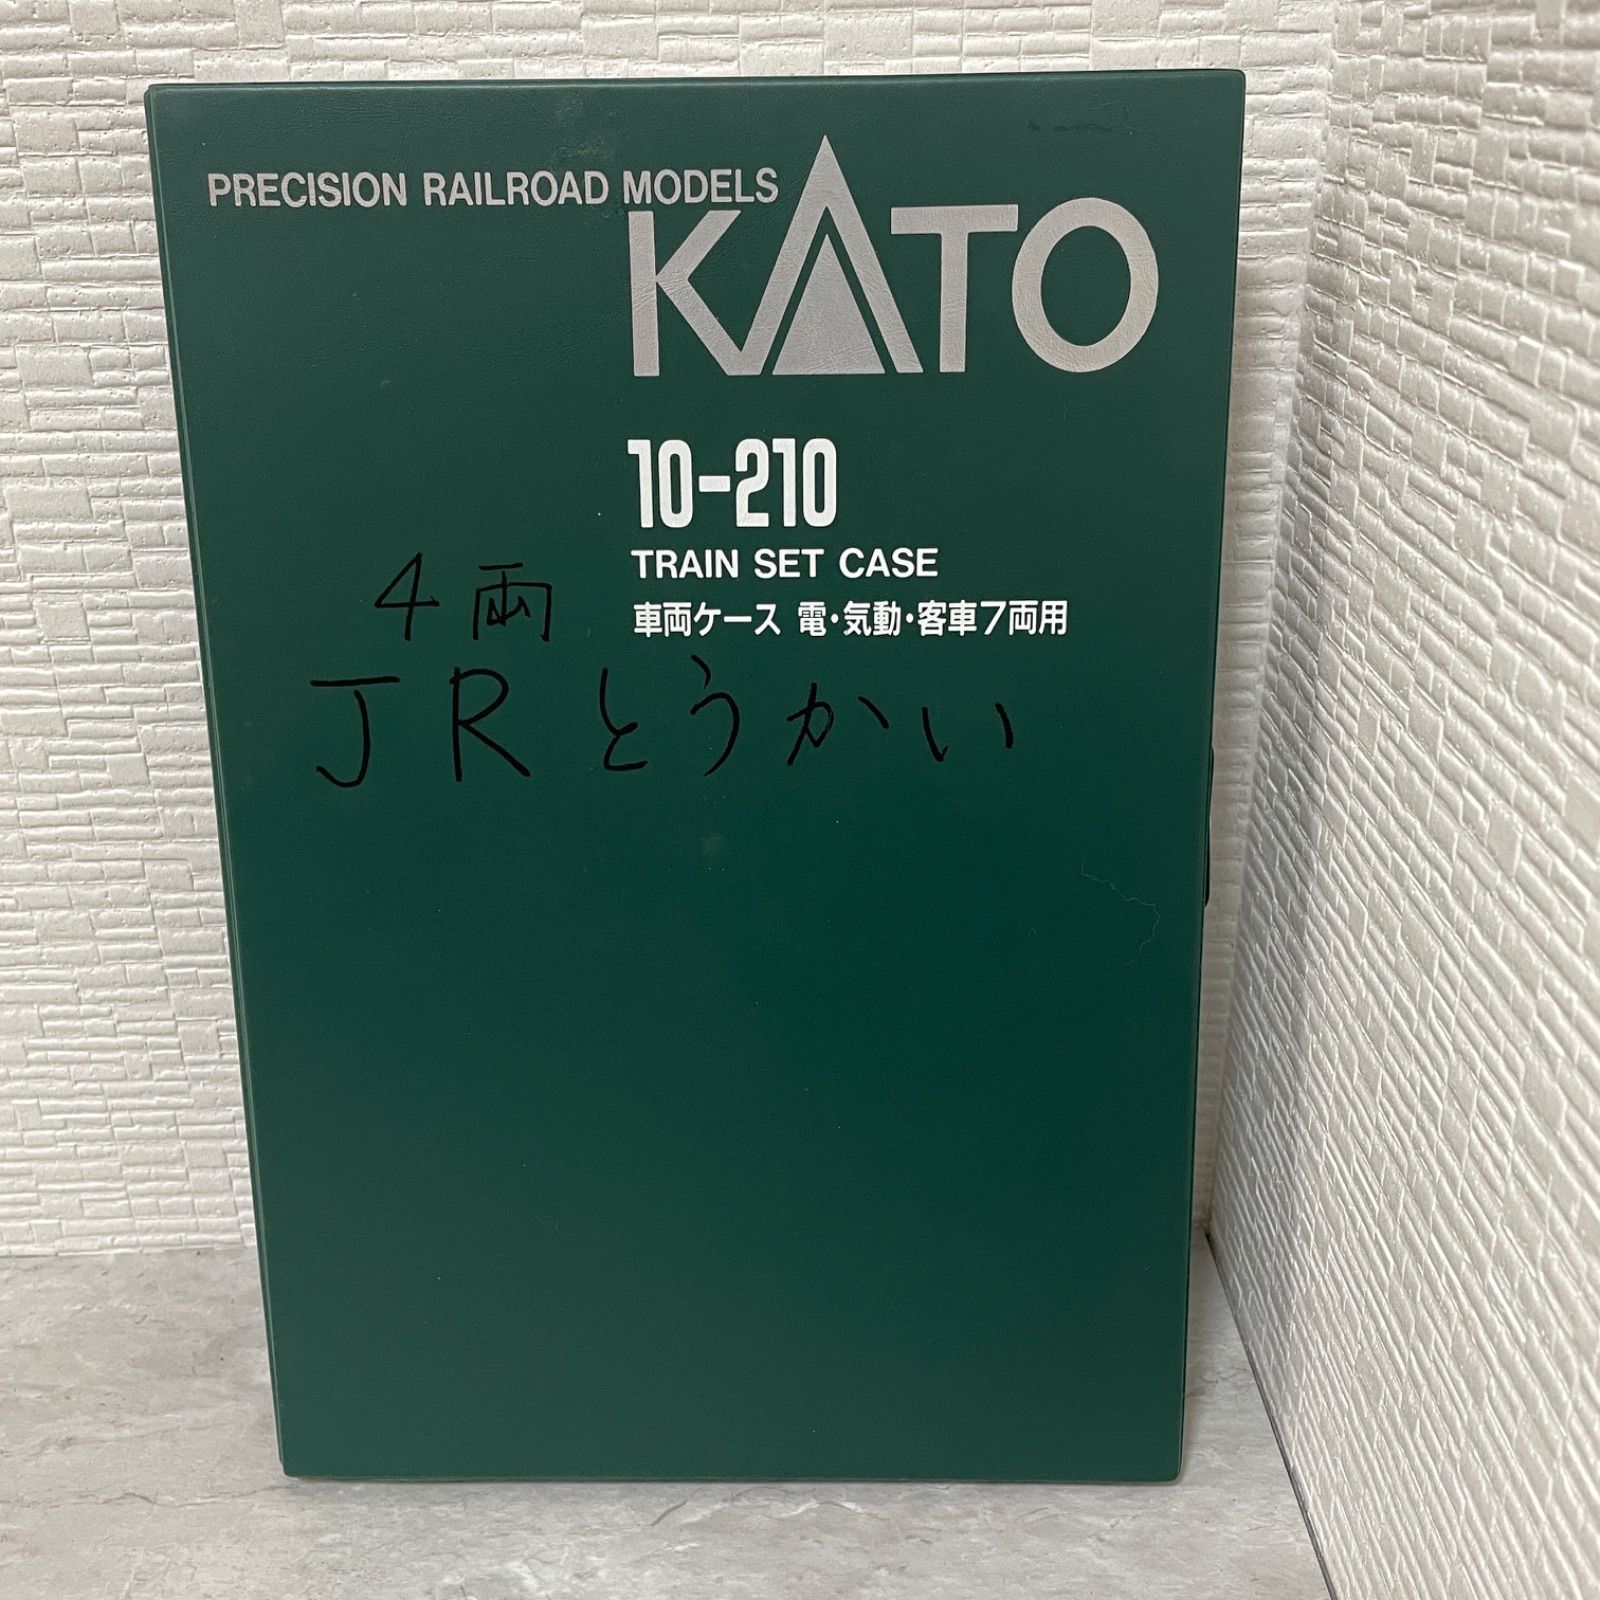 PRECISION RAILROAD MODELS
KATO
10-210
TRAIN SET CASE
車両ケース 電・気動・客車7両用
4両
JRとうかい